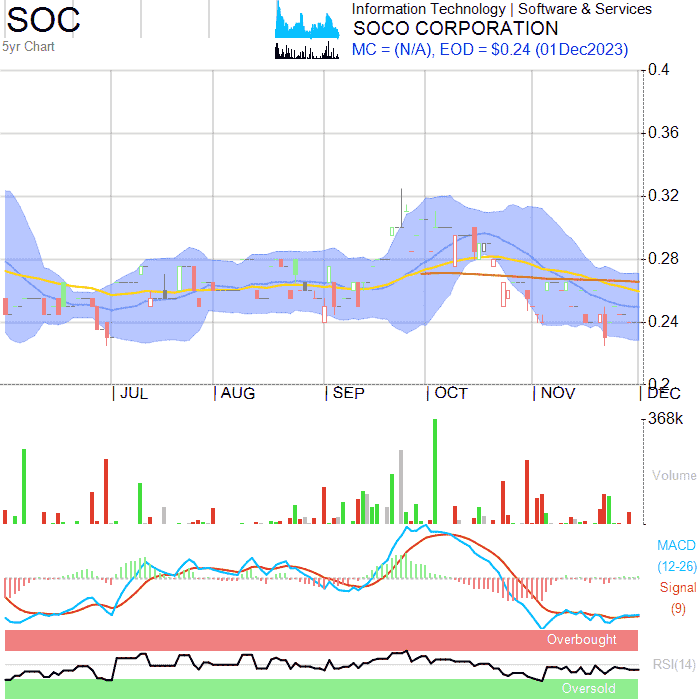 SOC
5yr Chart
Information Technology | Software & Services
SOCO CORPORATION
MC = (N/A), EOD = $0.24 (01Dec2023)
0.4
0.36
0.32
0.28
0.24
0.2
JUL AUG SEP OCT NOV DEC
368k
Volume
MACD
(12-26)
Signal
(9)
Overbought
RSI(14)
Oversold